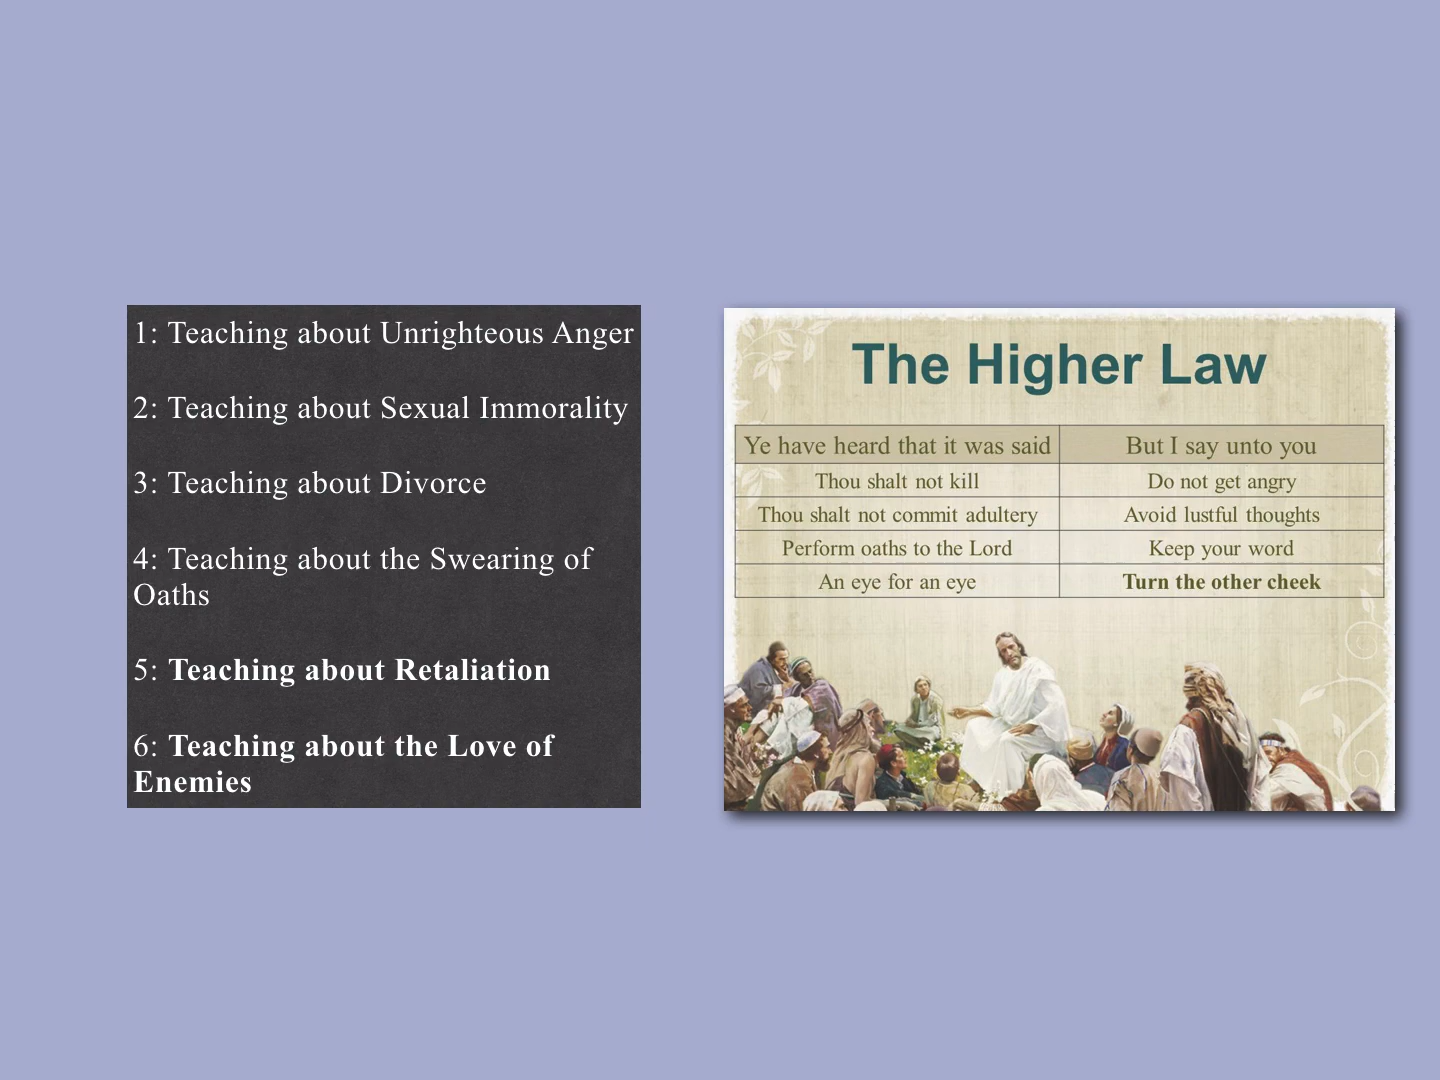 1: Teaching about Unrighteous Anger
2: Teaching about Sexual Immorality
3: Teaching about Divorce
4: Teaching about the Swearing of
Oaths
5: Teaching about Retaliation
6: Teaching about the Love of
Enemies
The Higher Law
Ye have heard that it was said But I say unto you
Thou shalt not kill Do not get angry
Thou shalt not commit adultery Avoid lustful thoughts
Perform oaths to the Lord Keep your word
An eye for an eye Turn the other cheek